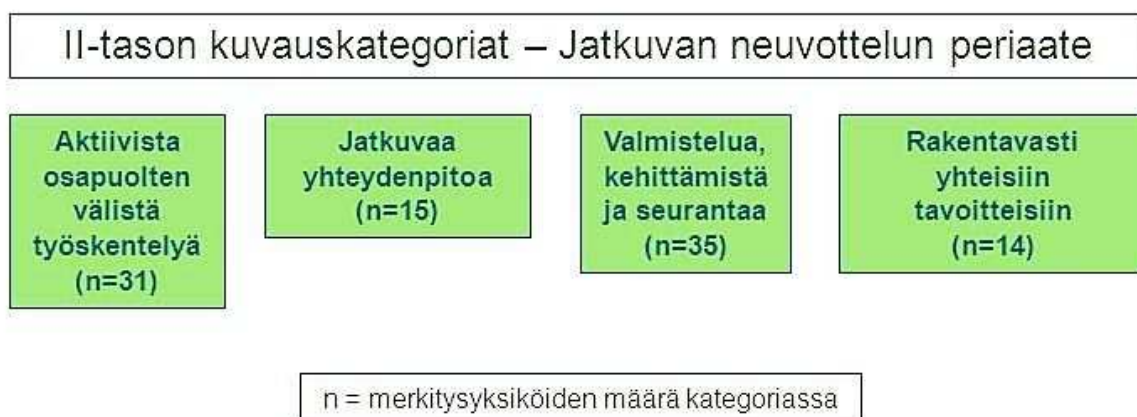 II-tason kuvauskategoriat – Jatkuvan neuvottelun periaate
Aktiivista
osapuolten
välistä
työskentelyä
(n=31)
Jatkuvaa
yhteydenpitoa
(n=15)
Valmistelua,
kehittämistä
ja seurantaa
(n=35)
Rakentavasti
yhteisiin
tavoitteisiin
(n=14)
n = merkitysyksiköiden määrä kategoriassa